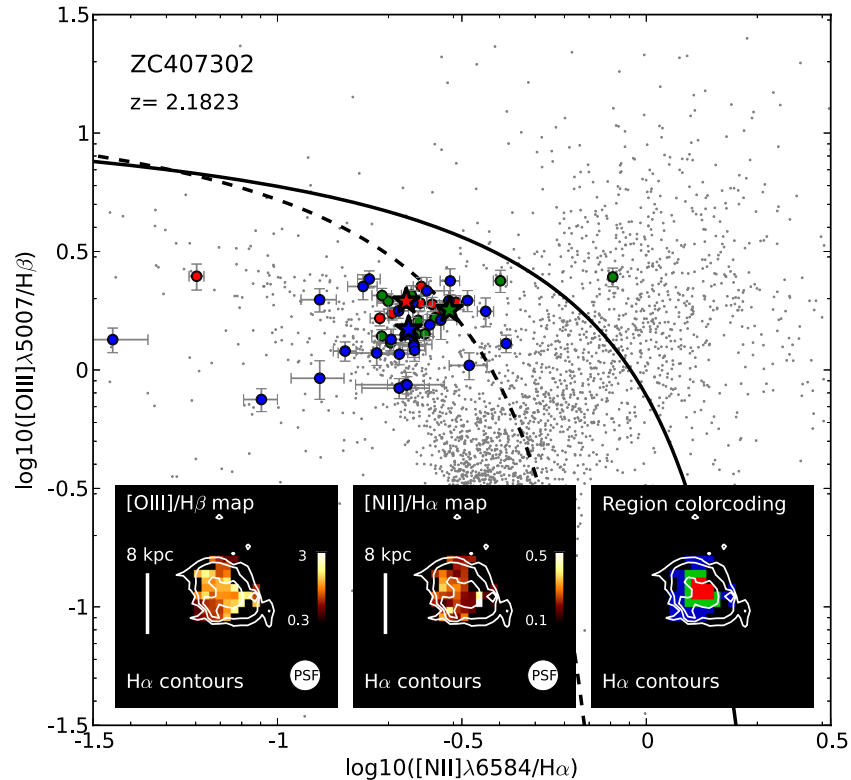 1.5
ZC407302
z= 2.1823
1
0.5
0
-0.5
-1
-1.5
log10([OIII]λ5007/Hβ)
[OIII]/Hβ map
[NII]/Hα map
Region colorcoding
8 kpc
3
0.3
8 kpc
0.5
0.1
PSF
PSF
Hα contours
Hα contours
Hα contours
-1.5
-1.0
-0.5
0
0.5
log10([NII]λ6584/Hα)